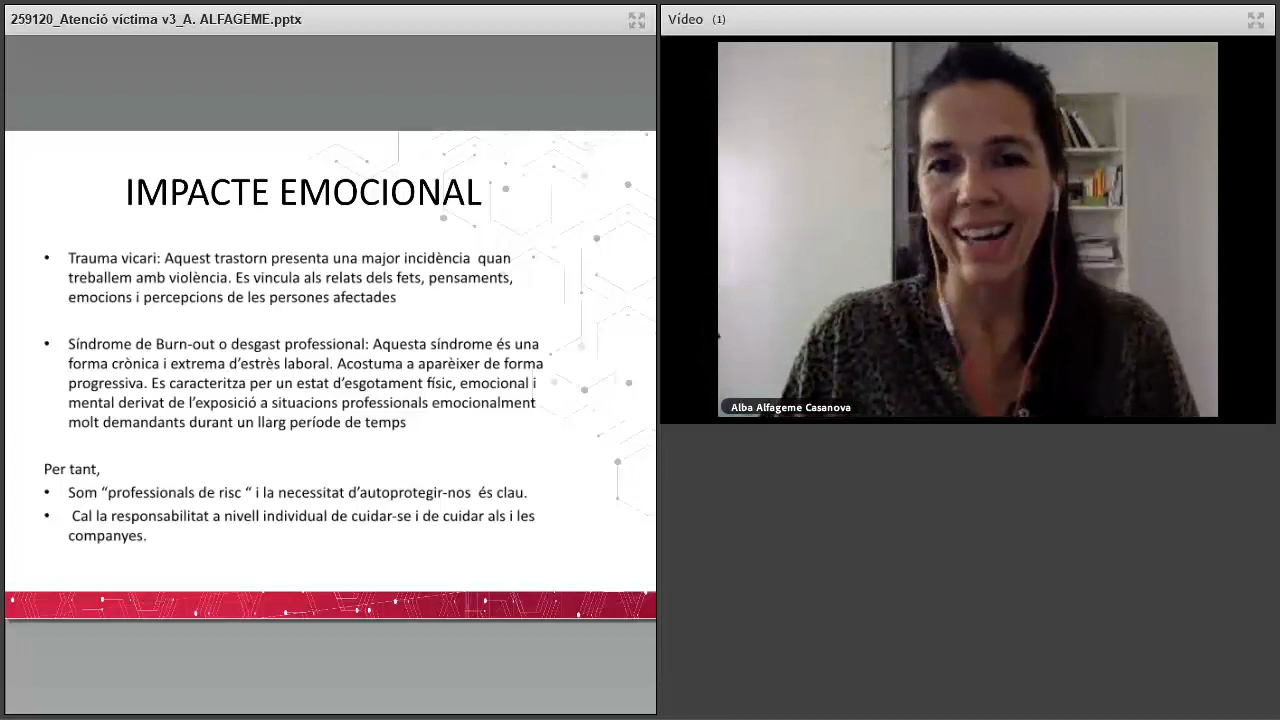 259120_Atenció víctima v3_A. ALFAGEME.pptx
Vídeo (1)
IMPACTE EMOCIONAL
• Trauma vicari: Aquest trastorn presenta una major incidència quan
treballem amb violència. Es vincula als relats dels fets, pensaments,
emocions i percepcions de les persones afectades
• Síndrome de Burn-out o desgast professional: Aquesta síndrome és una
forma crònica i extrema d’estrès laboral. Acostuma a aparèixer de forma
progressiva. Es caracteritza per un estat d’esgotament físic, emocional i
mental derivat de l’exposició a situacions professionals emocionalment
molt demandants durant un llarg període de temps
Per tant,
• Som “professionals de risc “ i la necessitat d’autoprotegir-nos és clau.
• Cal la responsabilitat a nivell individual de cuidar-se i de cuidar als i les
companyes.
Alba Alfageme Casanova